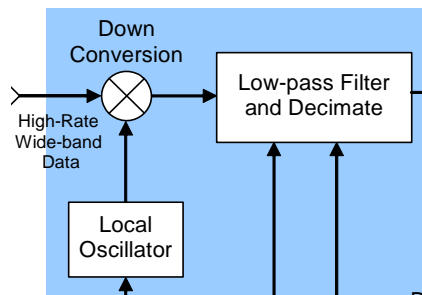 Down
Conversion
High-Rate
Wide-band
Data
Low-pass Filter
and Decimate
Local
Oscillator